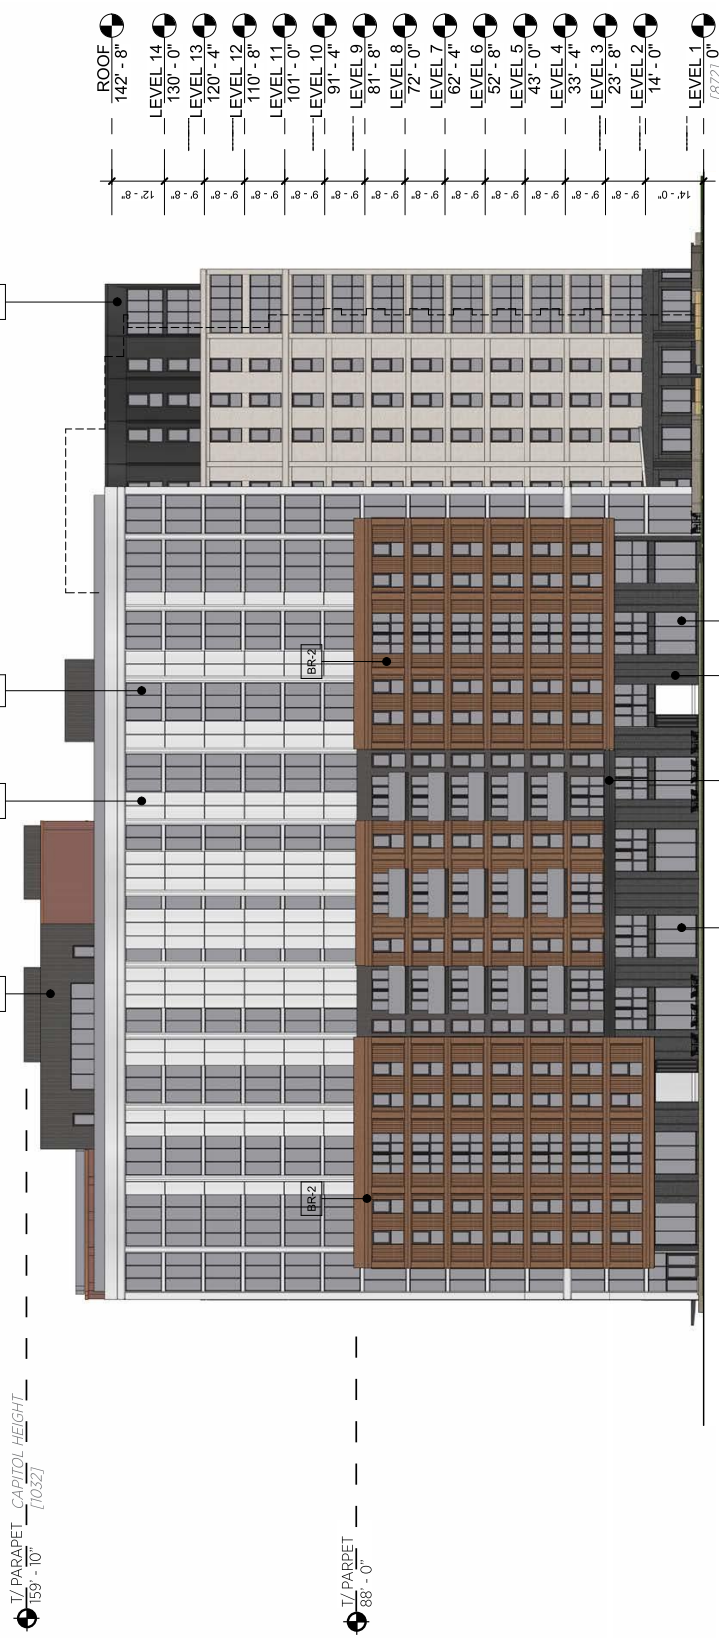 ROOF
142' - 8"
LEVEL 14
130' - 0"
LEVEL 13
120' - 4"
LEVEL 12
110' - 8"
LEVEL 11
101' - 0"
LEVEL 10
91' - 4"
LEVEL 9
81' - 8"
LEVEL 8
72' - 0"
LEVEL 7
62' - 4"
LEVEL 6
52' - 8"
LEVEL 5
43' - 0"
LEVEL 4
33' - 4"
LEVEL 3
23' - 8"
LEVEL 2
14' - 0"
LEVEL 1
[872] 0"
12' - 8"
9' - 8"
9' - 8"
9' - 8"
9' - 8"
9' - 8"
9' - 8"
9' - 8"
9' - 8"
9' - 8"
9' - 8"
9' - 8"
9' - 8"
14' - 0"
BR-2
BR-2
T/ PARAPET CAPITOL HEIGHT
159' - 10" [1032]
T/ PARPET
88' - 0"